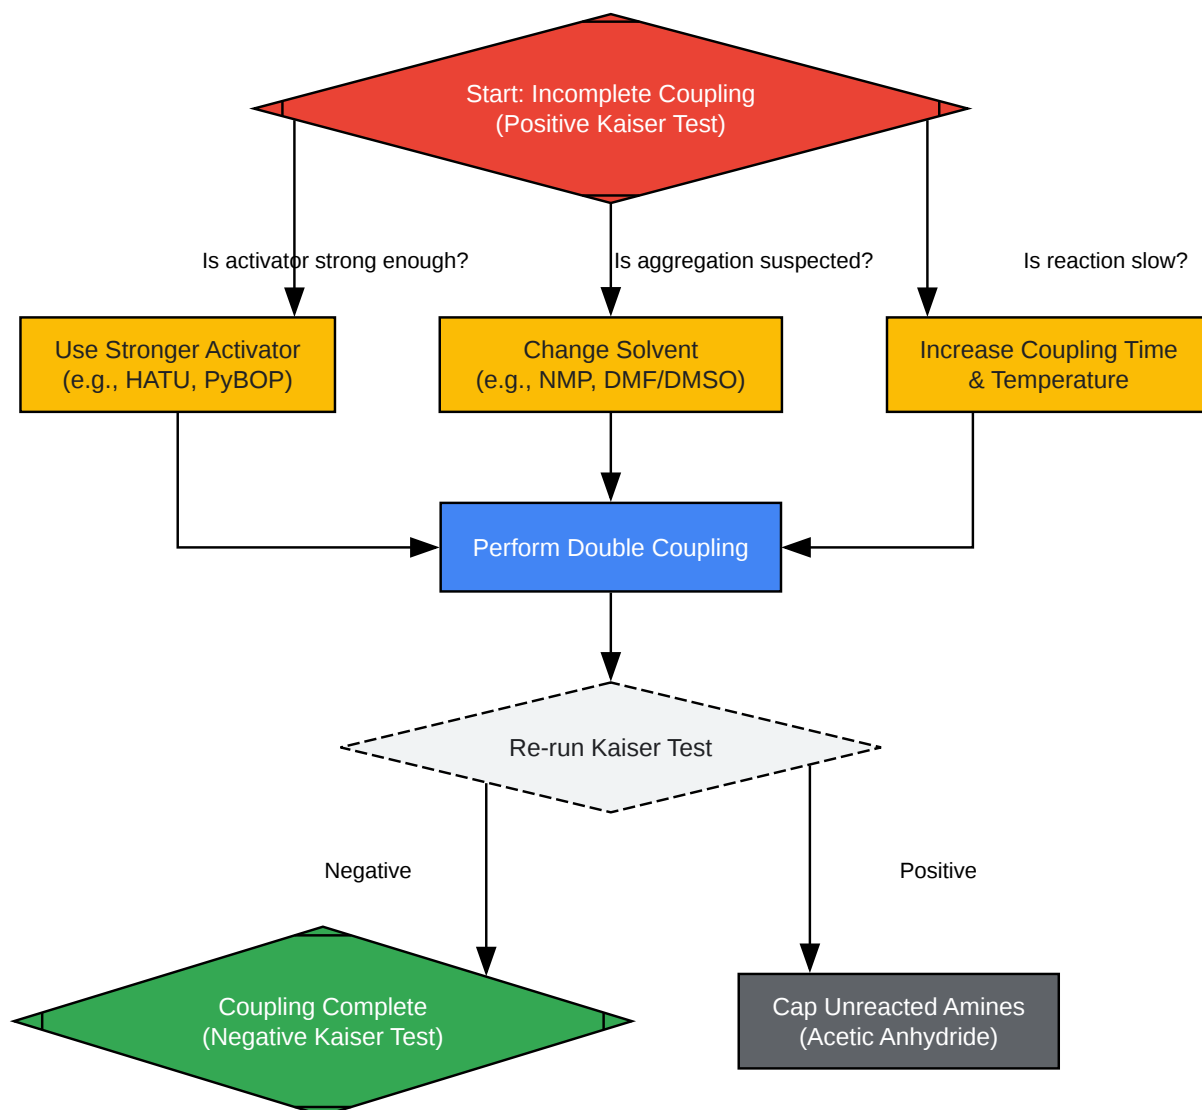 Start: Incomplete Coupling
(Positive Kaiser Test)
Is activator strong enough?
Is aggregation suspected?
Is reaction slow?
Use Stronger Activator
(e.g., HATU, PyBOP)
Change Solvent
(e.g., NMP, DMF/DMSO)
Increase Coupling Time
& Temperature
Perform Double Coupling
Re-run Kaiser Test
Negative
Positive
Coupling Complete
(Negative Kaiser Test)
Cap Unreacted Amines
(Acetic Anhydride)